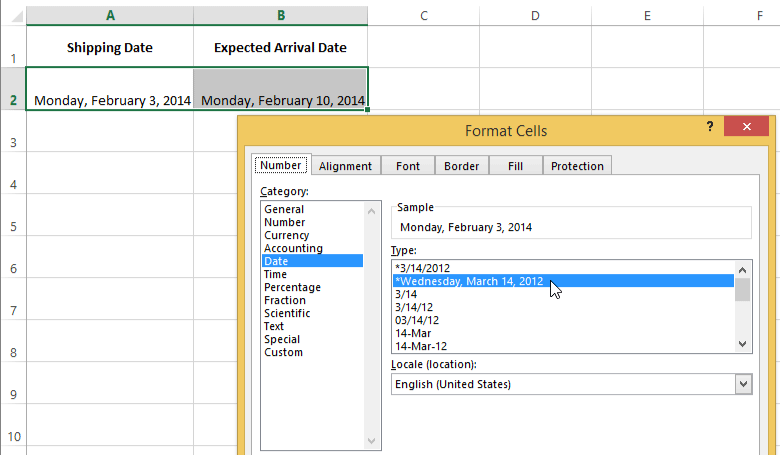 A B C D E F
1 Shipping Date Expected Arrival Date
2 Monday, February 3, 2014 Monday, February 10, 2014
3
4
5
6
7
8
9
10
Format Cells ? ×
Number Alignment Font Border Fill Protection
Category:
General
Number
Currency
Accounting
Date
Time
Percentage
Fraction
Scientific
Text
Special
Custom
Sample
Monday, February 3, 2014
Type:
*3/14/2012
*Wednesday, March 14, 2012
3/14
3/14/12
03/14/12
14-Mar
14-Mar-12
Locale (location):
English (United States)